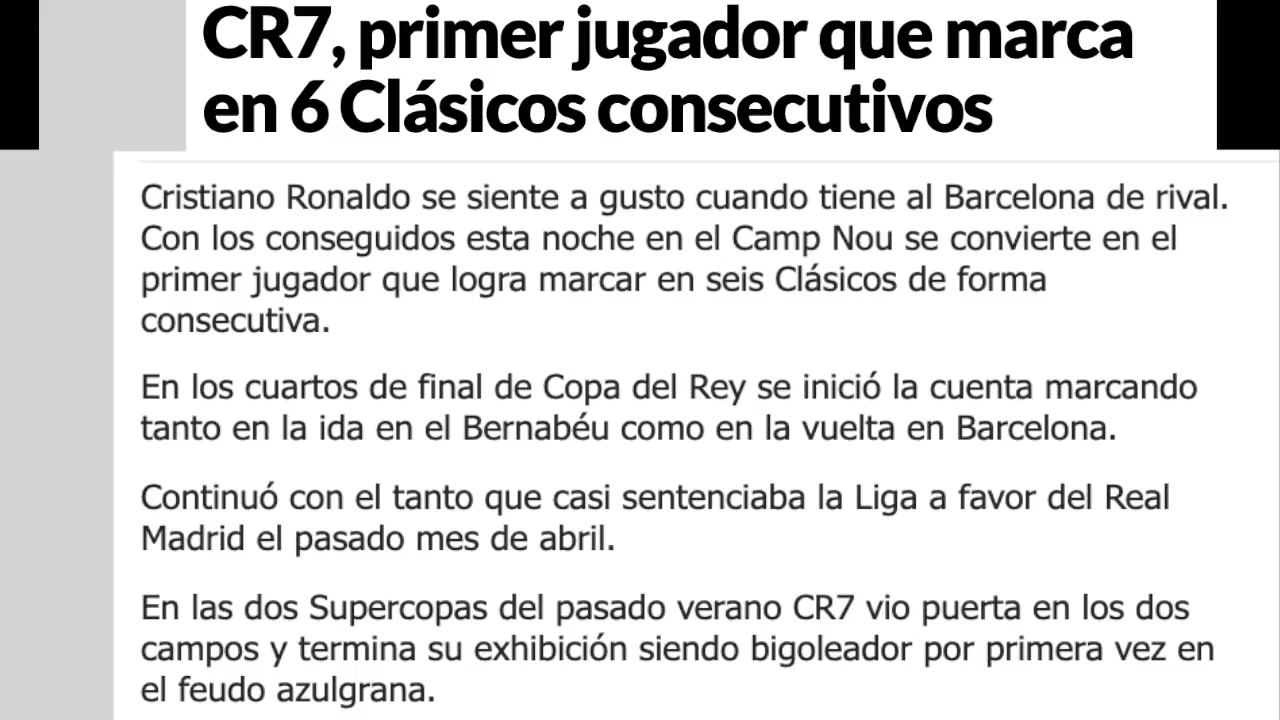 CR7, primer jugador que marca
en 6 Clásicos consecutivos
Cristiano Ronaldo se siente a gusto cuando tiene al Barcelona de rival.
Con los conseguidos esta noche en el Camp Nou se convierte en el
primer jugador que logra marcar en seis Clásicos de forma
consecutiva.
En los cuartos de final de Copa del Rey se inició la cuenta marcando
tanto en la ida en el Bernabéu como en la vuelta en Barcelona.
Continuó con el tanto que casi sentenciaba la Liga a favor del Real
Madrid el pasado mes de abril.
En las dos Supercopas del pasado verano CR7 vio puerta en los dos
campos y termina su exhibición siendo bigoleador por primera vez en
el feudo azulgrana.